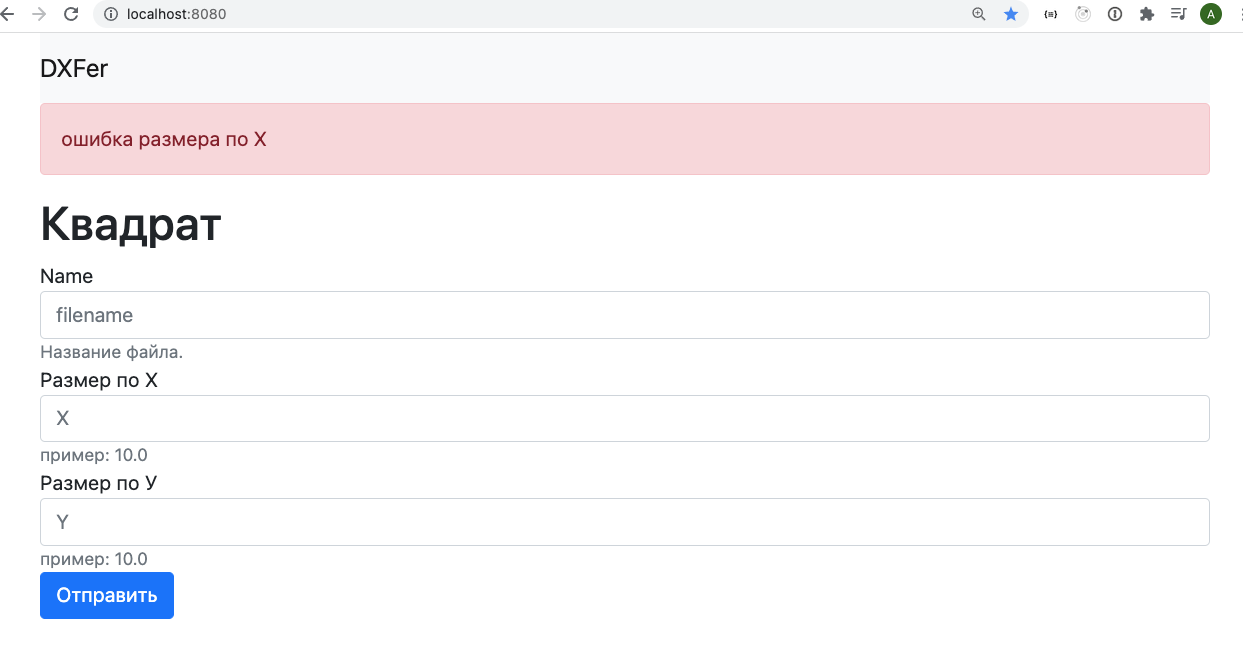 localhost:8080
A
DXFer
ошибка размера по X
Квадрат
Name
filename
Название файла.
Размер по X
X
пример: 10.0
Размер по У
Y
пример: 10.0
Отправить